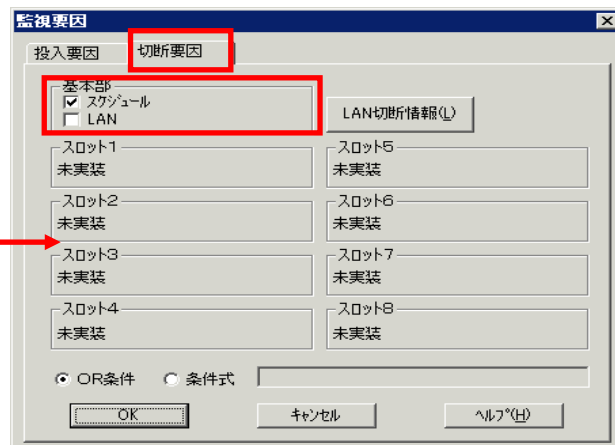 監視要因
投入要因 切断要因
基本部
スケジュール
LAN
LAN切断情報(L)
スロット1
未実装
スロット5
未実装
スロット2
未実装
スロット6
未実装
スロット3
未実装
スロット7
未実装
スロット4
未実装
スロット8
未実装
OR条件 条件式
OK キャンセル ヘルプ(H)